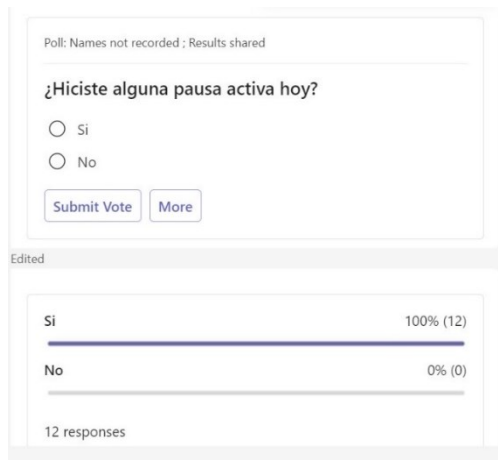 Poll: Names not recorded ; Results shared
¿Hiciste alguna pausa activa hoy?
Si
No
Submit Vote More
Edited
Si 100% (12)
No 0% (0)
12 responses